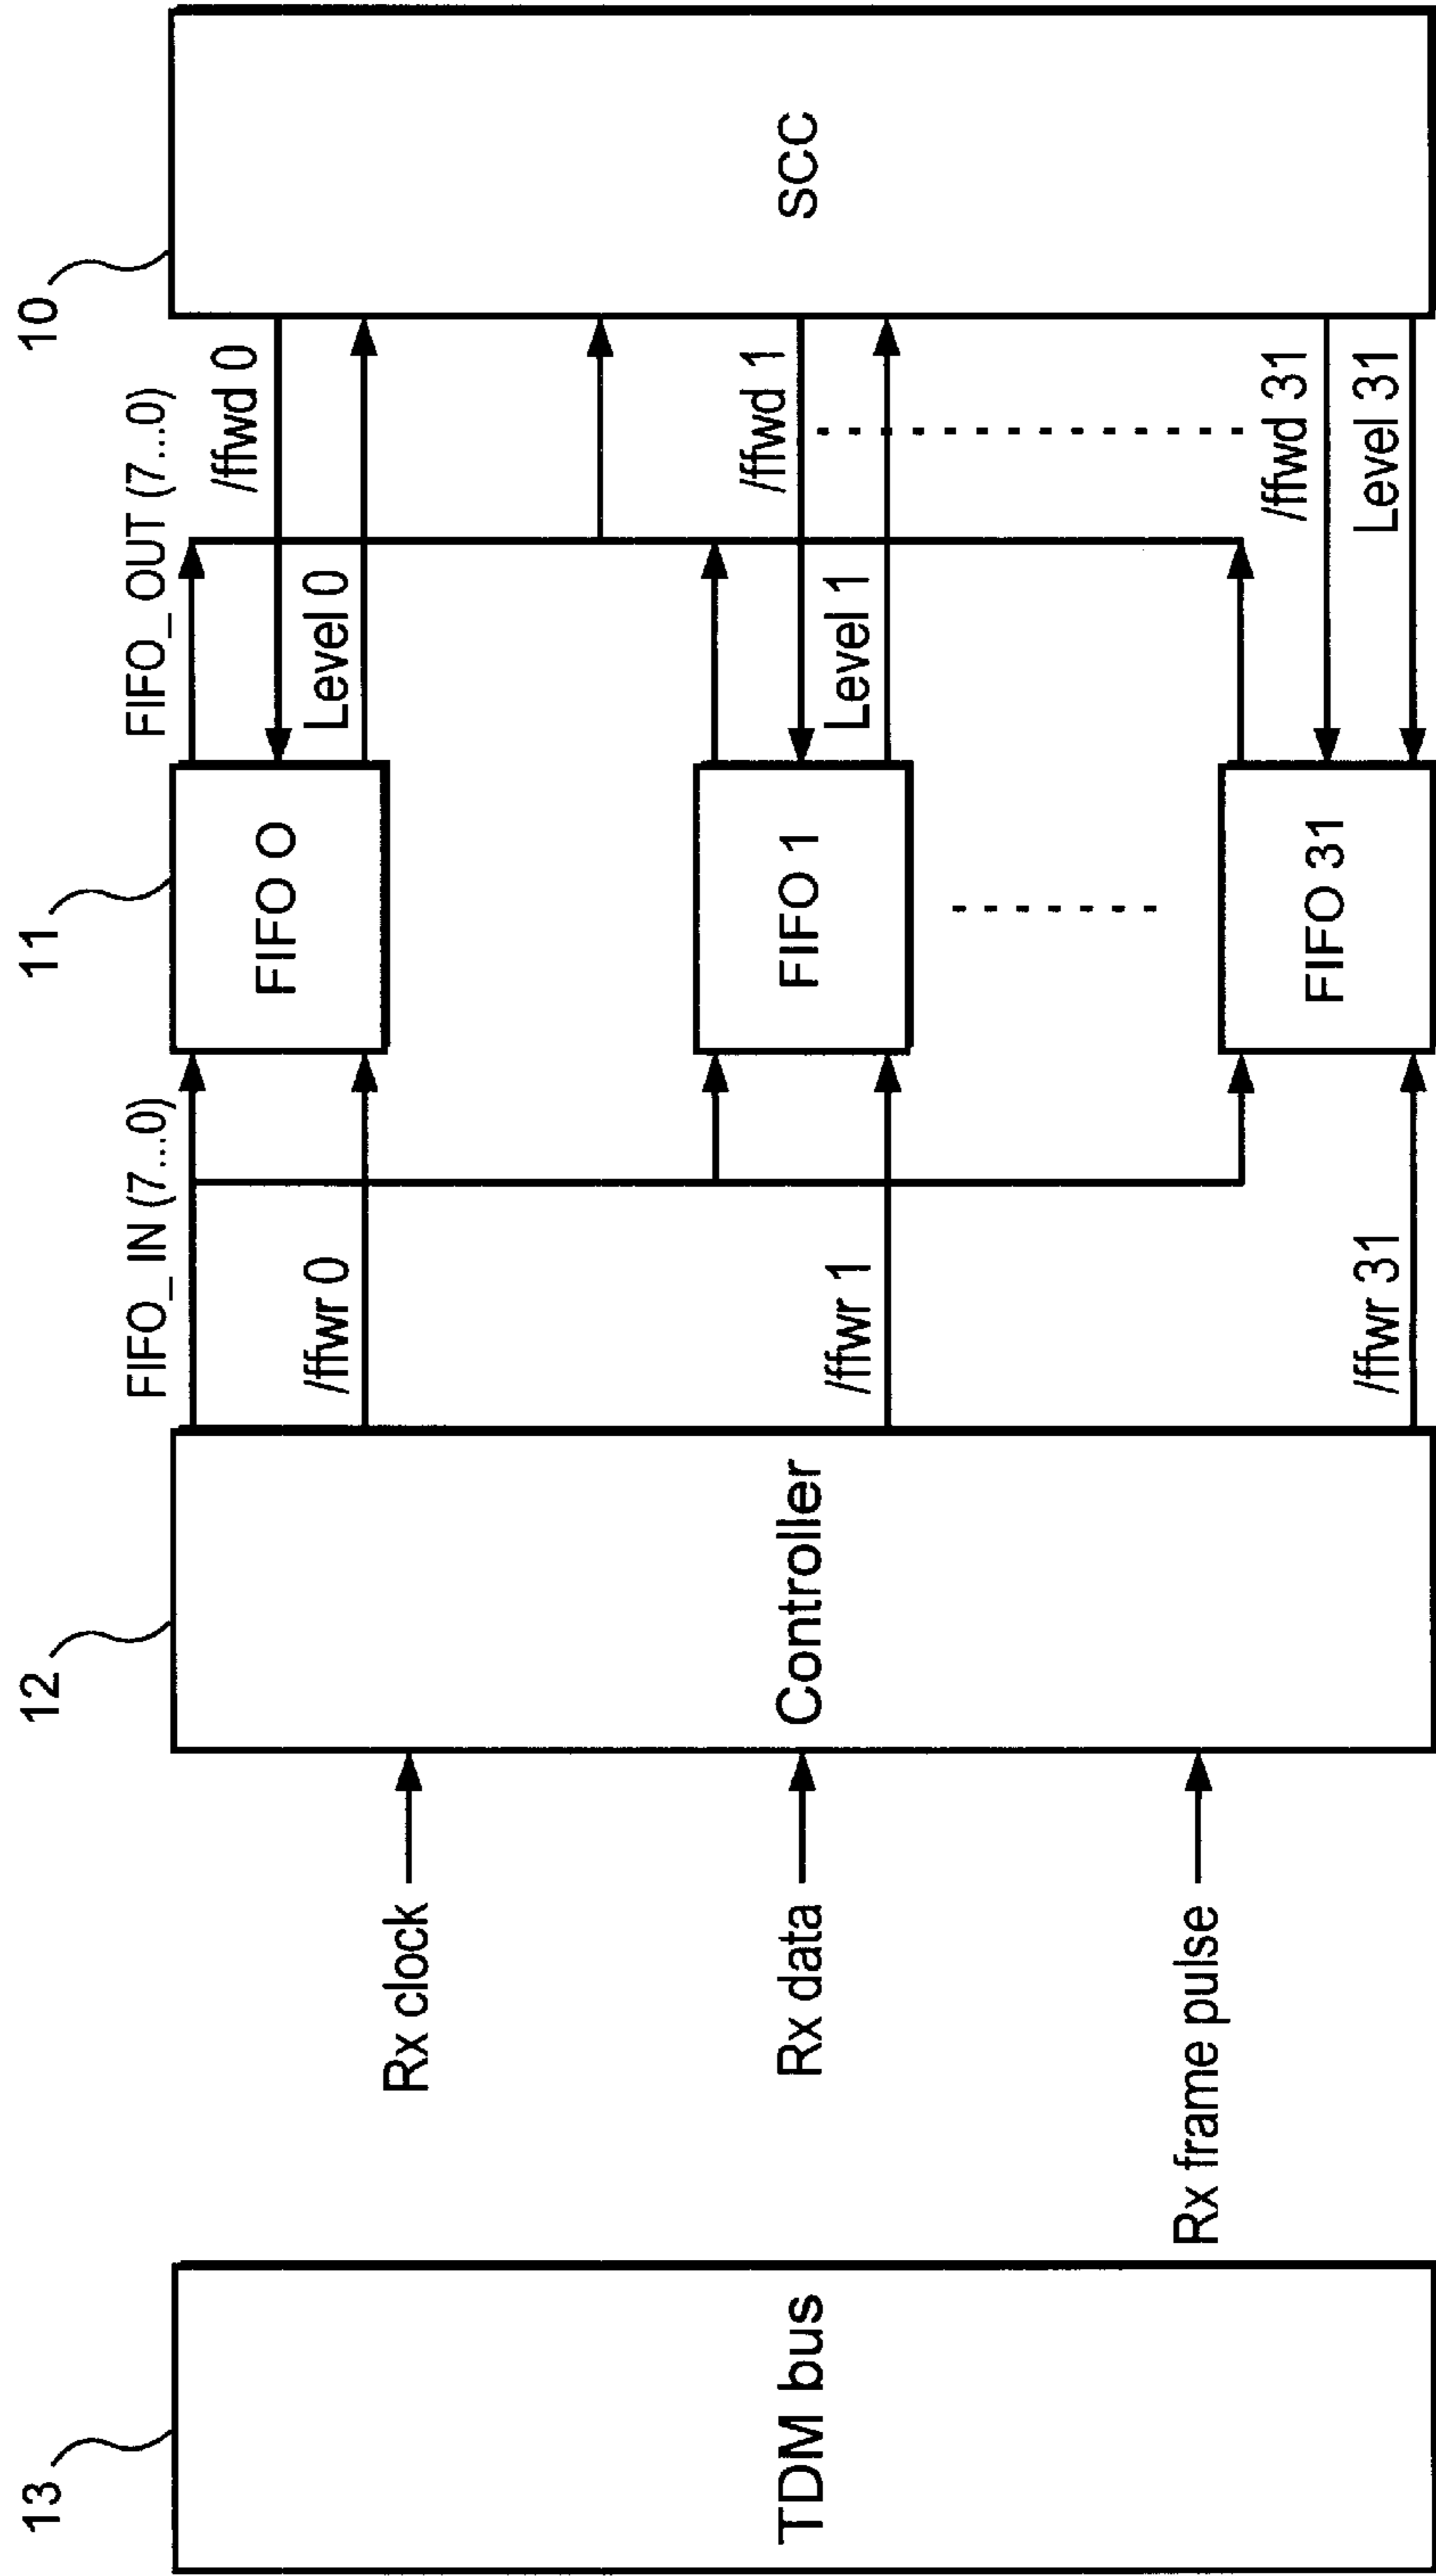 13
12
11
10
TDM bus
Rx clock
Rx data
Rx frame pulse
Controller
FIFO_IN (7...0)
/ffwr 0
/ffwr 1
/ffwr 31
FIFO O
FIFO 1
FIFO 31
FIFO_OUT (7...0)
/ffwd 0
Level 0
/ffwd 1
Level 1
/ffwd 31
Level 31
SCC